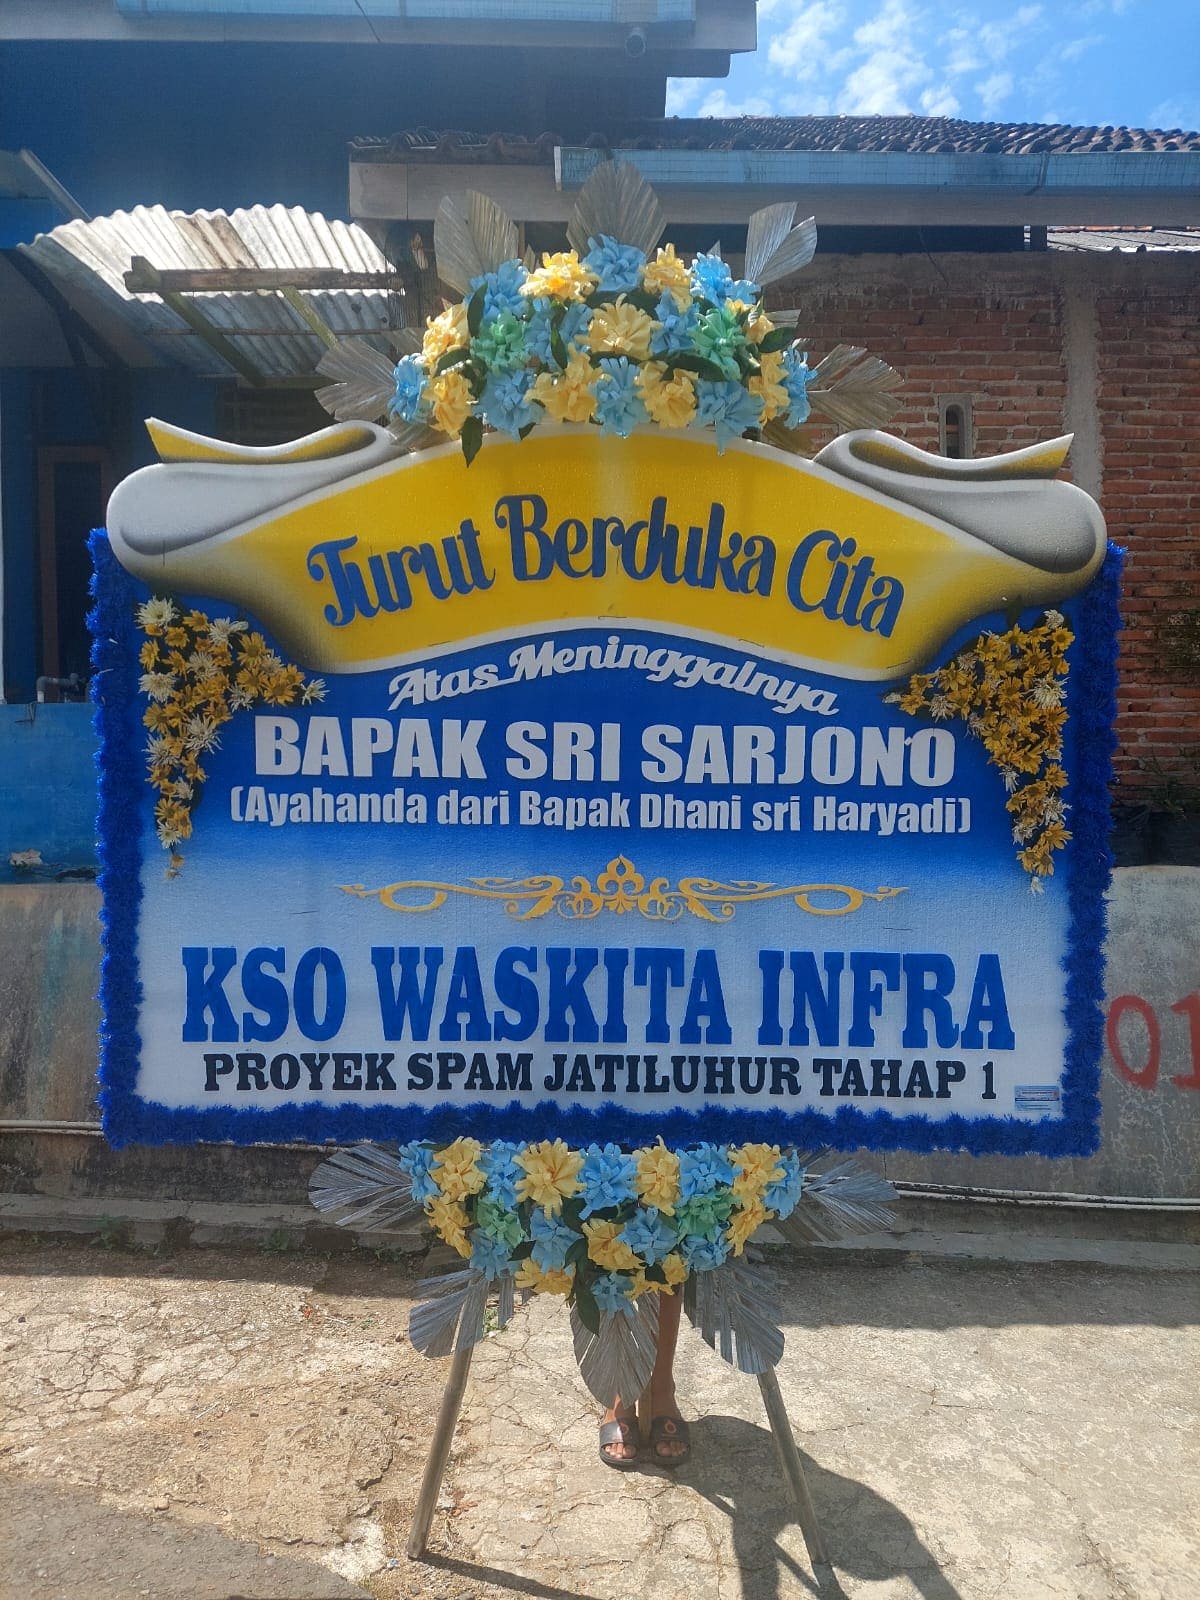 Turut Berduka Cita
Atas Meninggalnya
BAPAK SRI SARJONO
(Ayahanda dari Bapak Dhani sri Haryadi)
KSO WASKITA INFRA
PROYEK SPAM JATILUHUR TAHAP 1
01